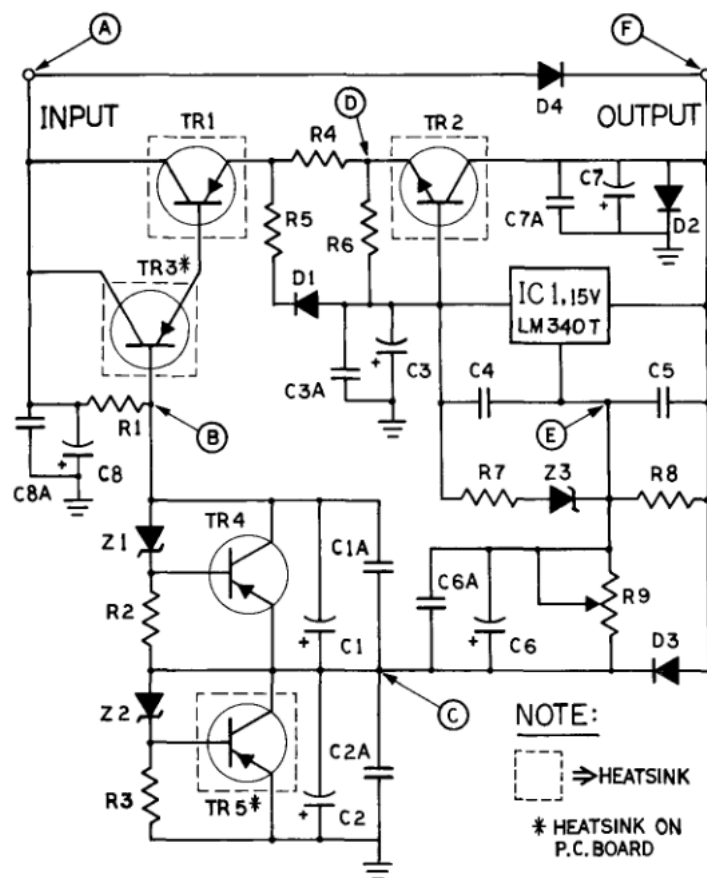 A
F
D4
INPUT
D
OUTPUT
TR1
TR2
R4
C7
C7A
D2
R5
R6
TR3*
D1
IC1, 15V
LM340T
C3A
C3
C4
C5
R1
B
E
C8A
C8
R7
Z3
R8
Z1
TR4
C1A
R2
C1
C6A
C6
R9
D3
C
Z2
C2A
NOTE:
R3
TR5*
C2
⇒HEATSINK
* HEATSINK ON
P.C. BOARD